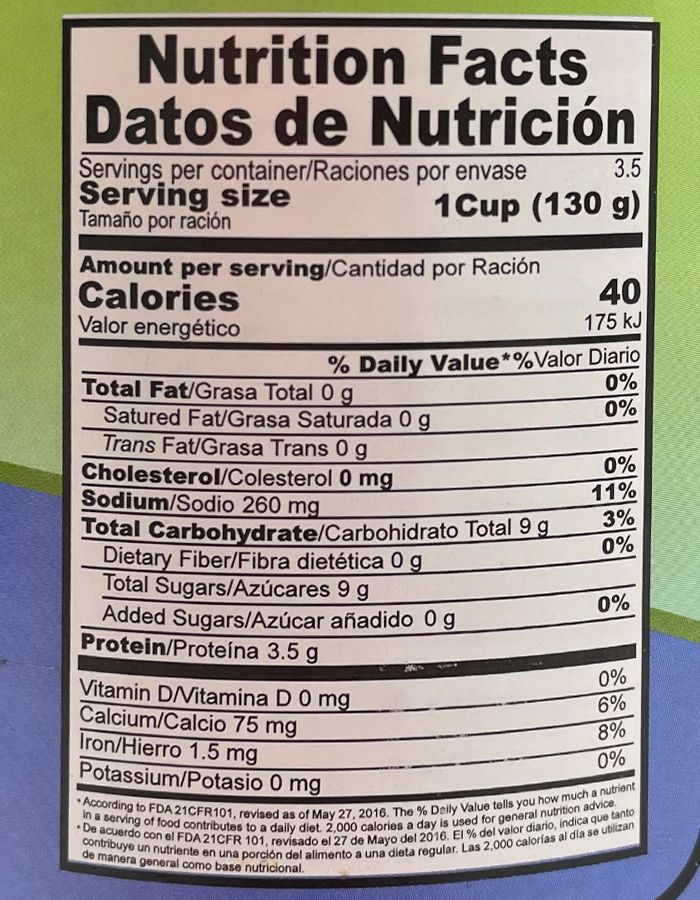 Nutrition Facts
Datos de Nutrición
Servings per container/Raciones por envase 3.5
Serving size 1Cup (130 g)
Tamaño por ración
Amount per serving/Cantidad por Ración
Calories 40
Valor energético 175 kJ
% Daily Value*%Valor Diario
Total Fat/Grasa Total 0 g 0%
Satured Fat/Grasa Saturada 0 g 0%
Trans Fat/Grasa Trans 0 g
Cholesterol/Colesterol 0 mg 0%
Sodium/Sodio 260 mg 11%
Total Carbohydrate/Carbohidrato Total 9 g 3%
Dietary Fiber/Fibra dietética 0 g 0%
Total Sugars/Azúcares 9 g
Added Sugars/Azúcar añadido 0 g 0%
Protein/Proteína 3.5 g
Vitamin D/Vitamina D 0 mg 0%
Calcium/Calcio 75 mg 6%
Iron/Hierro 1.5 mg 8%
Potassium/Potasio 0 mg 0%
* According to FDA 21CFR101, revised as of May 27, 2016. The % Daily Value tells you how much a nutrient
in a serving of food contributes to a daily diet. 2,000 calories a day is used for general nutrition advice.
* De acuerdo con el FDA 21CFR 101, revisado el 27 de Mayo del 2016. El % del valor diario, indica que tanto
contribuye un nutriente en una porción del alimento a una dieta regular. Las 2,000 calorías al día se utilizan
de manera general como base nutricional.